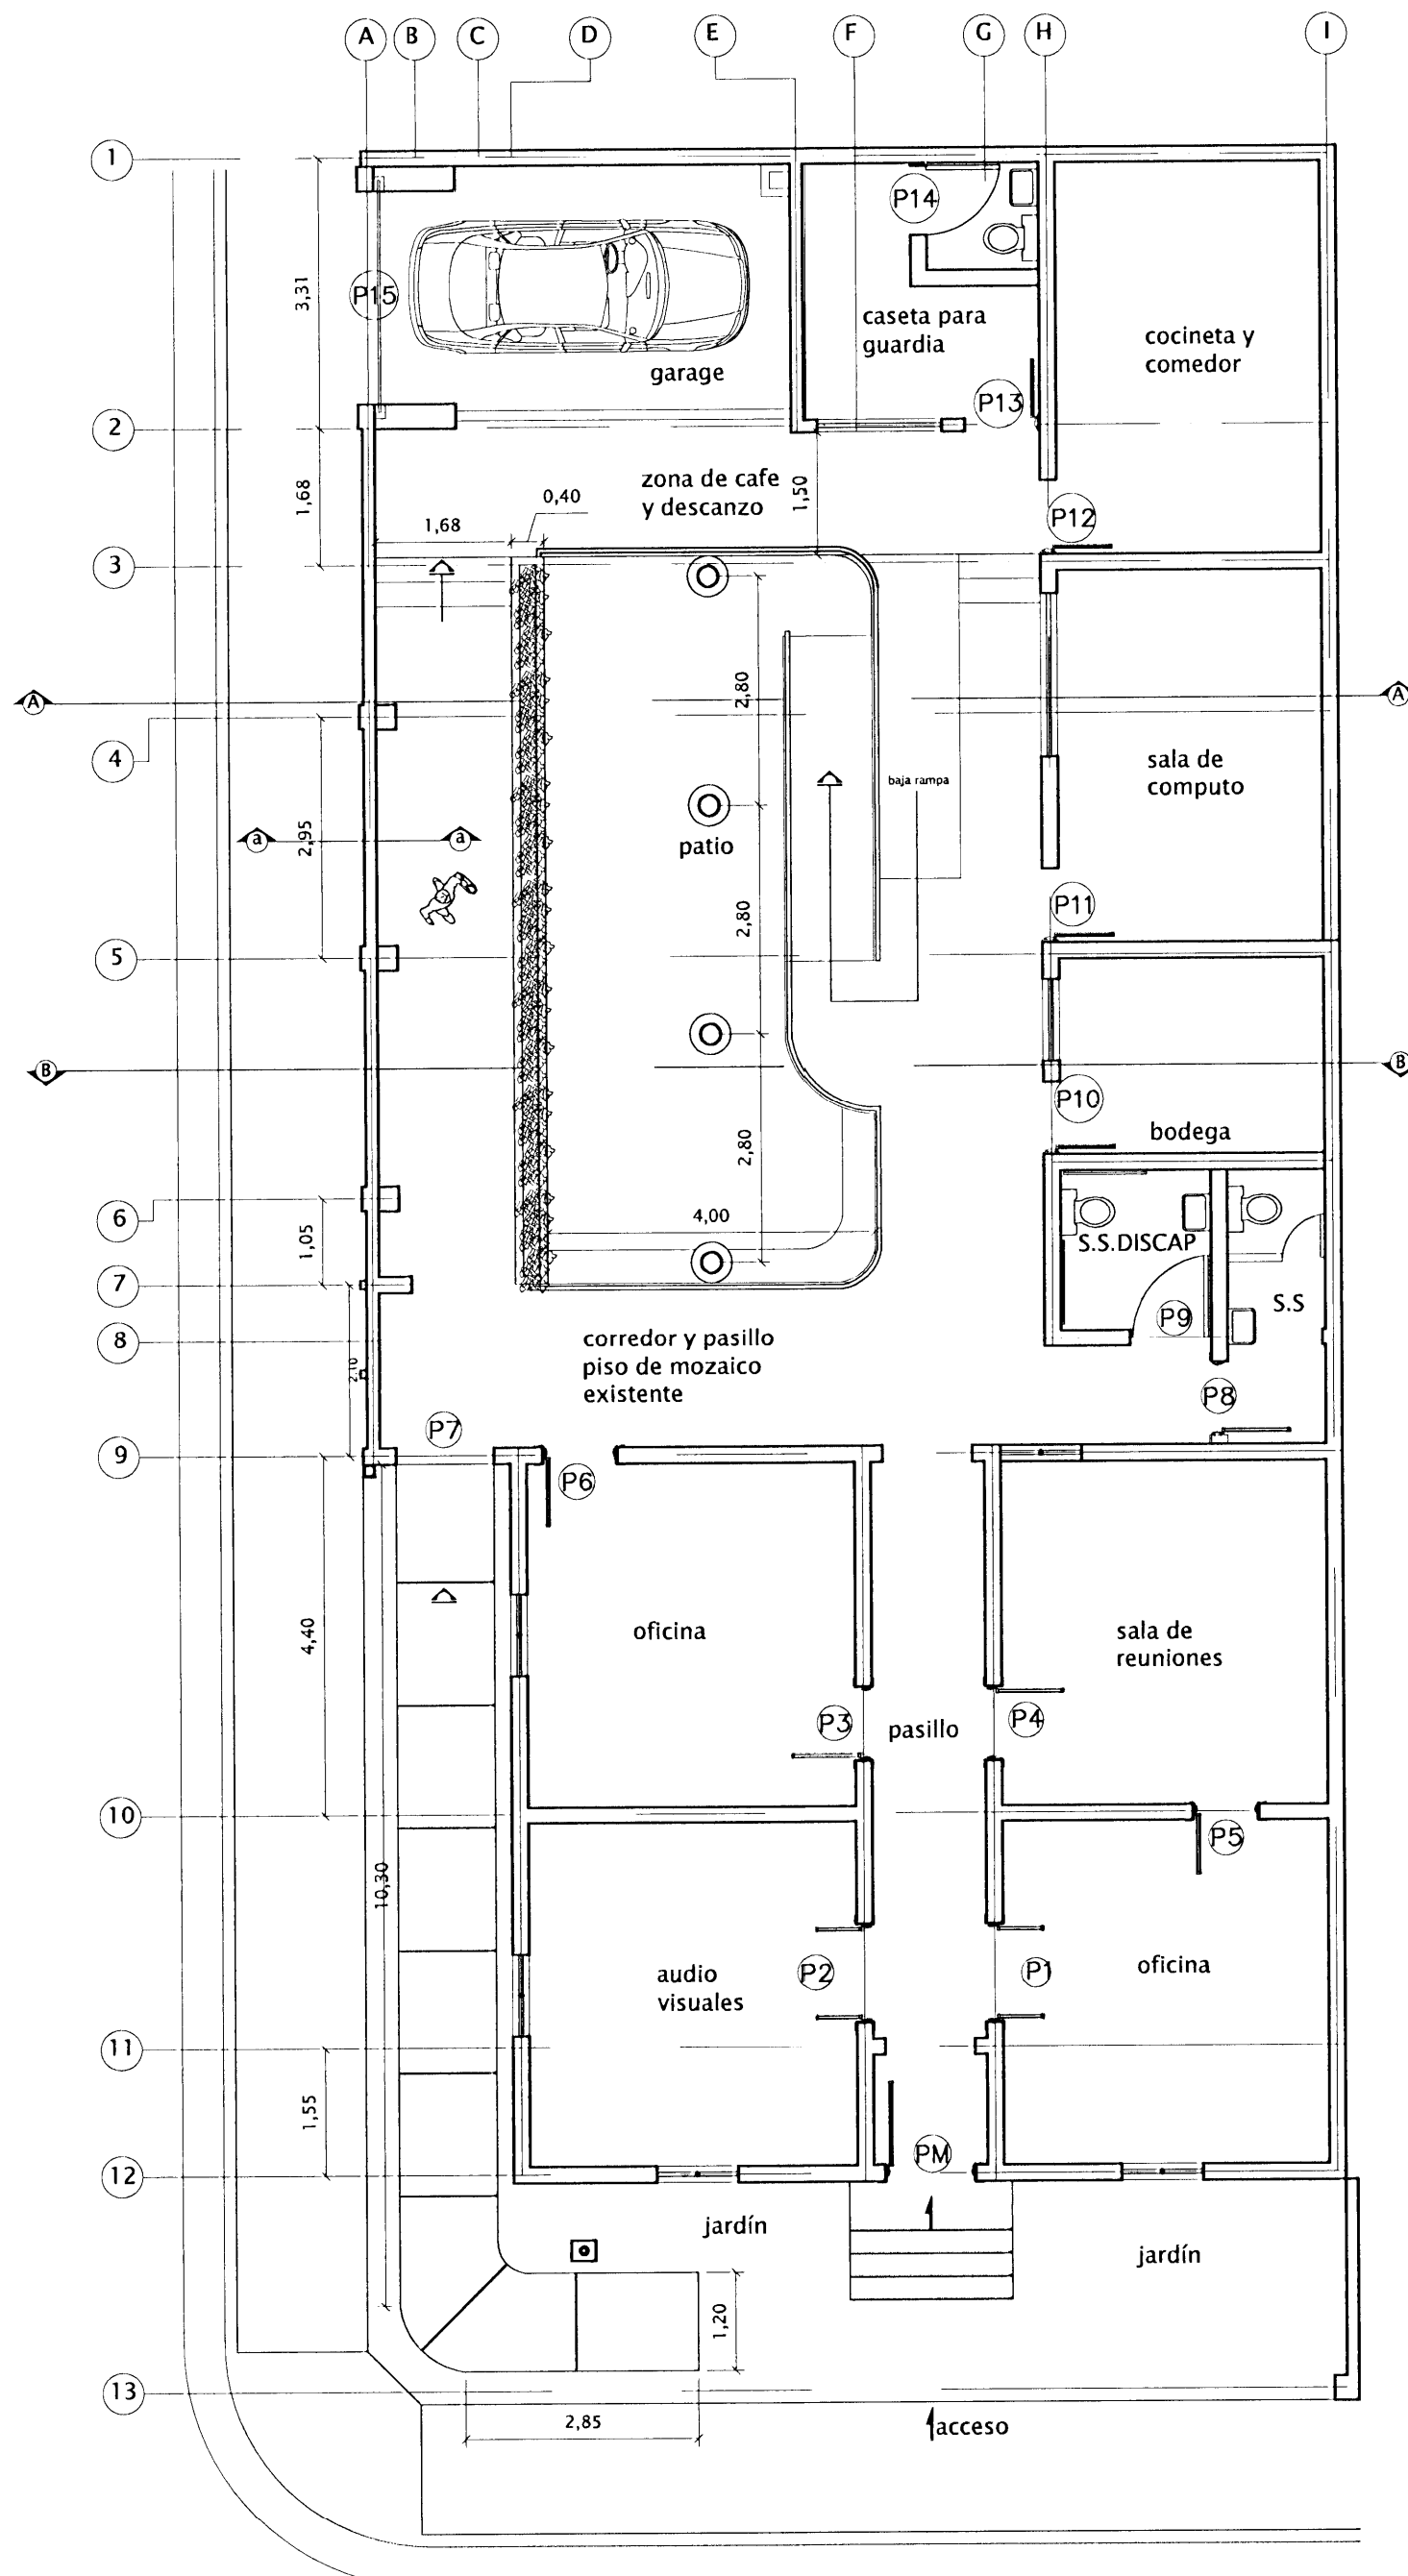 A B C D E F G H I
1
P14
3,31
P15
caseta para
guardia
cocineta y
comedor
garage
P13
2
zona de cafe
y descanzo
0,40
1,50
1,68
1,68
P12
3
A
A
2,80
4
sala de
computo
baja rampa
2,95
a
a
patio
P11
2,80
5
B
B
P10
bodega
2,80
6
4,00
1,05
S.S.DISCAP
7
S.S
P9
8
corredor y pasillo
piso de mozaico
existente
2,10
P8
P7
9
P6
4,40
oficina
sala de
reuniones
P3
pasillo
P4
10
P5
10,30
audio
visuales
P2
P1
oficina
11
1,55
PM
12
jardín
jardín
1,20
13
2,85
acceso